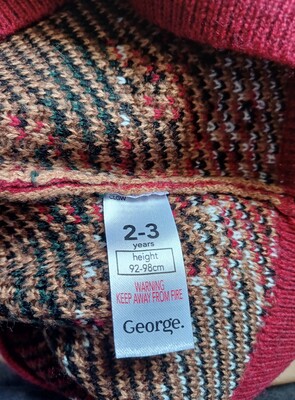 2-3
years
height
92-98cm
WARNING
KEEP AWAY FROM FIRE
George.